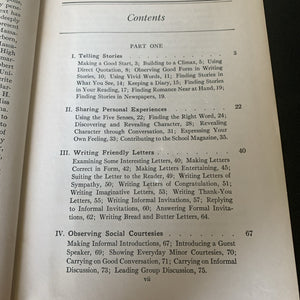 Contents
PART ONE
I. Telling Stories 3
Making a Good Start, 3; Building to a Climax, 7; Using
Direct Quotation, 8; Observing Good Form in Writing
Stories, 10; Using Vivid Words, 11; Finding Stories in
What You See, 14; Keeping a Diary, 15; Finding Stories
in Your Reading, 17; Finding Romance Near at Hand, 19;
Finding Stories in Newspapers, 19.
II. Sharing Personal Experiences 22
Using the Five Senses, 22; Finding the Right Word, 24;
Discovering and Revealing Character, 28; Revealing
Character through Conversation, 31; Expressing Your
Own Feeling, 33; Contributing to the School Magazine, 35.
III. Writing Friendly Letters 40
Examining Some Interesting Letters, 40; Making Letters
Correct in Form, 42; Making Letters Entertaining, 45;
Suiting the Letter to the Reader, 49; Writing Letters of
Sympathy, 50; Writing Letters of Congratulation, 51;
Writing Imaginative Letters, 53; Writing Thank-You
Letters, 55; Writing Informal Invitations, 57; Replying
to Informal Invitations, 60; Answering Formal Invita-
tions, 62; Writing Bread and Butter Letters, 64.
IV. Observing Social Courtesies 67
Making Informal Introductions, 67; Introducing a Guest
Speaker, 69; Showing Everyday Minor Courtesies, 70;
Carrying on Good Conversation, 71; Carrying on Informal
Discussion, 73; Leading Group Discussion, 75.
vii